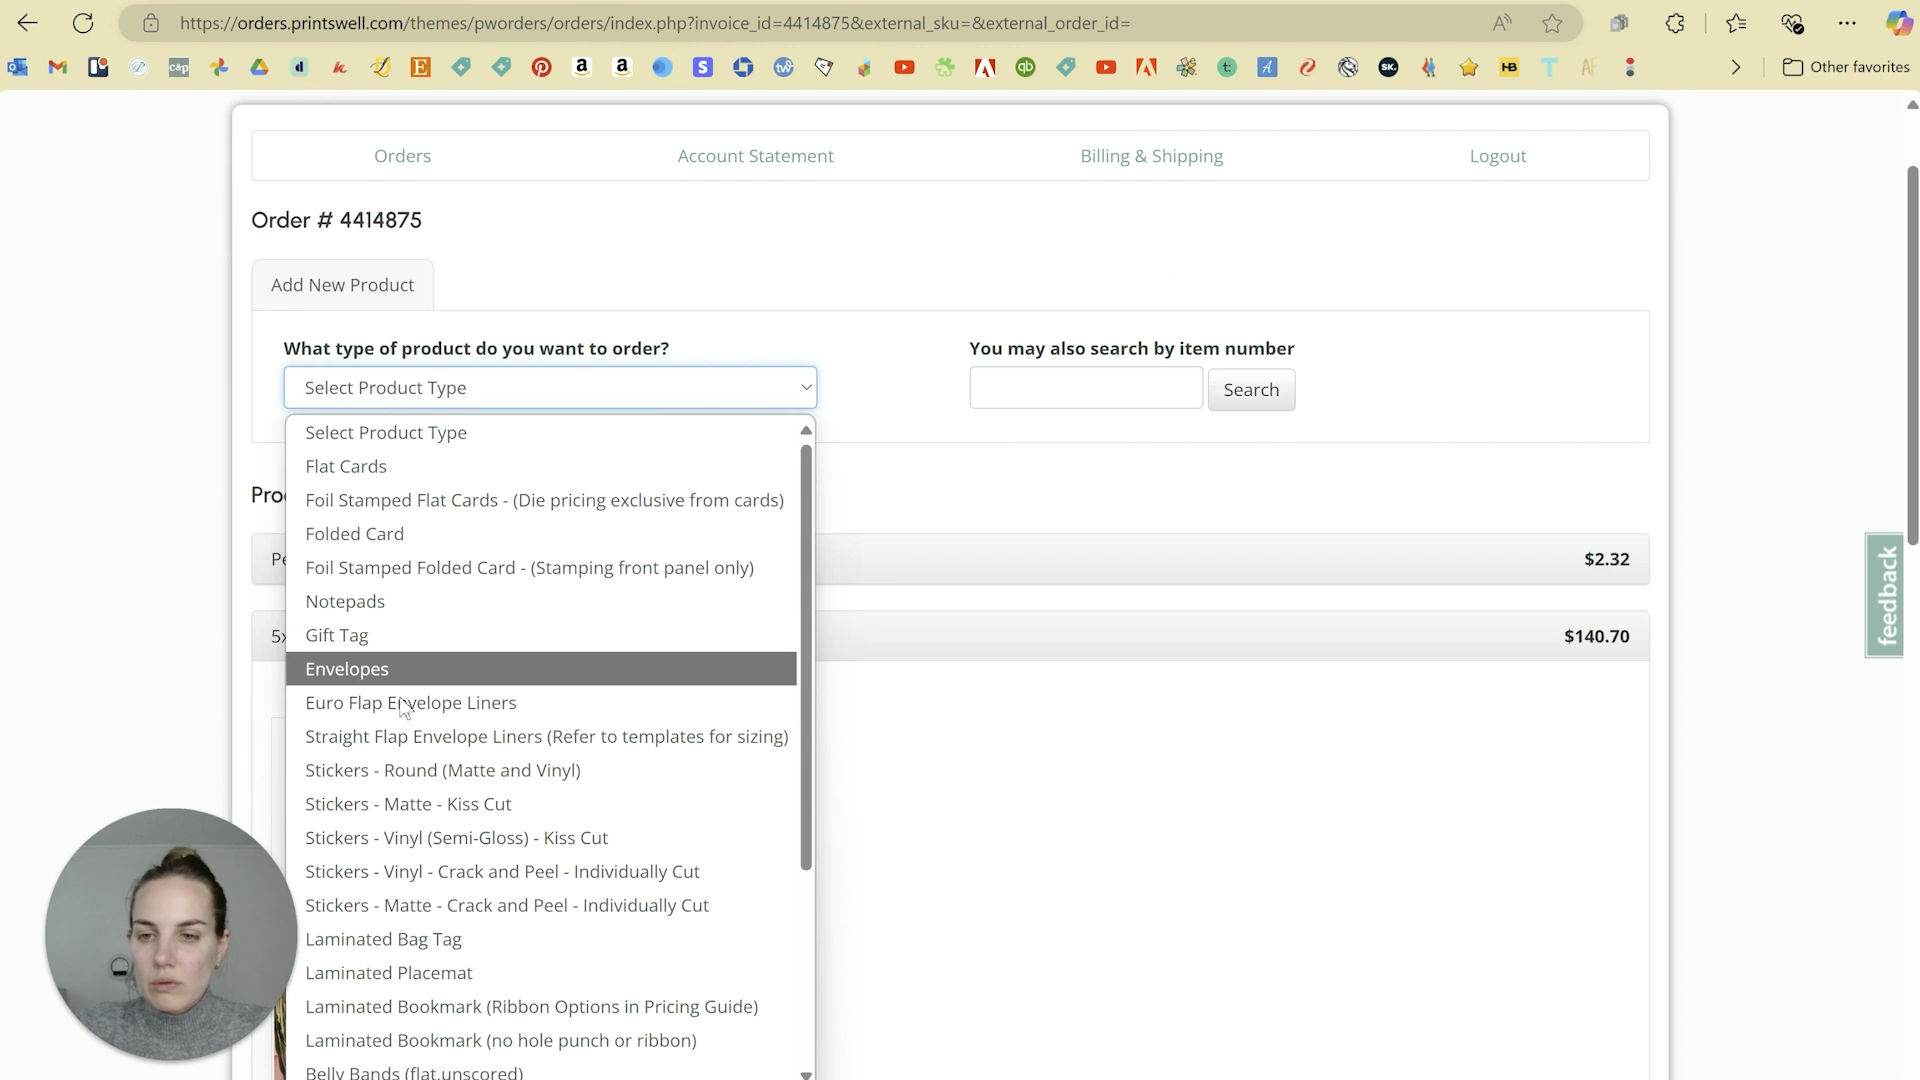 https://orders.printswell.com/themes/pworders/orders/index.php?invoice_id=4414875&external_sku=&external_order_id=
Other favorites
Orders
Account Statement
Billing & Shipping
Logout
Order # 4414875
Add New Product
What type of product do you want to order?
You may also search by item number
Select Product Type
Search
Select Product Type
Flat Cards
Foil Stamped Flat Cards - (Die pricing exclusive from cards)
Folded Card
Foil Stamped Folded Card - (Stamping front panel only)
$2.32
Notepads
Gift Tag
$140.70
Envelopes
Euro Flap Envelope Liners
Straight Flap Envelope Liners (Refer to templates for sizing)
Stickers - Round (Matte and Vinyl)
Stickers - Matte - Kiss Cut
Stickers - Vinyl (Semi-Gloss) - Kiss Cut
Stickers - Vinyl - Crack and Peel - Individually Cut
Stickers - Matte - Crack and Peel - Individually Cut
Laminated Bag Tag
Laminated Placemat
Laminated Bookmark (Ribbon Options in Pricing Guide)
Laminated Bookmark (no hole punch or ribbon)
Belly Bands (flat,unscored)
feedback